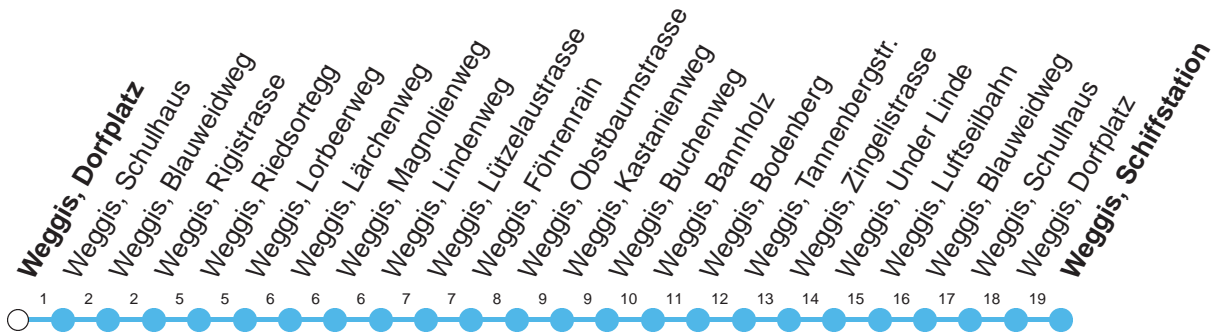 Weggis, Dorfplatz
Weggis, Schulhaus
Weggis, Blauweidweg
Weggis, Rigistrasse
Weggis, Riedsortegg
Weggis, Lorbeerweg
Weggis, Lärchenweg
Weggis, Magnolienweg
Weggis, Lindenweg
Weggis, Lützelaustrasse
Weggis, Föhrenrain
Weggis, Obstbaumstrasse
Weggis, Kastanienweg
Weggis, Buchenweg
Weggis, Bannholz
Weggis, Bodenberg
Weggis, Tannenbergstr.
Weggis, Zingelistrasse
Weggis, Under Linde
Weggis, Luftseilbahn
Weggis, Blauweidweg
Weggis, Schulhaus
Weggis, Dorfplatz
Weggis, Schiffstation
1 2 2 5 5 6 6 6 7 7 8 9 9 10 11 12 13 14 15 16 17 18 19